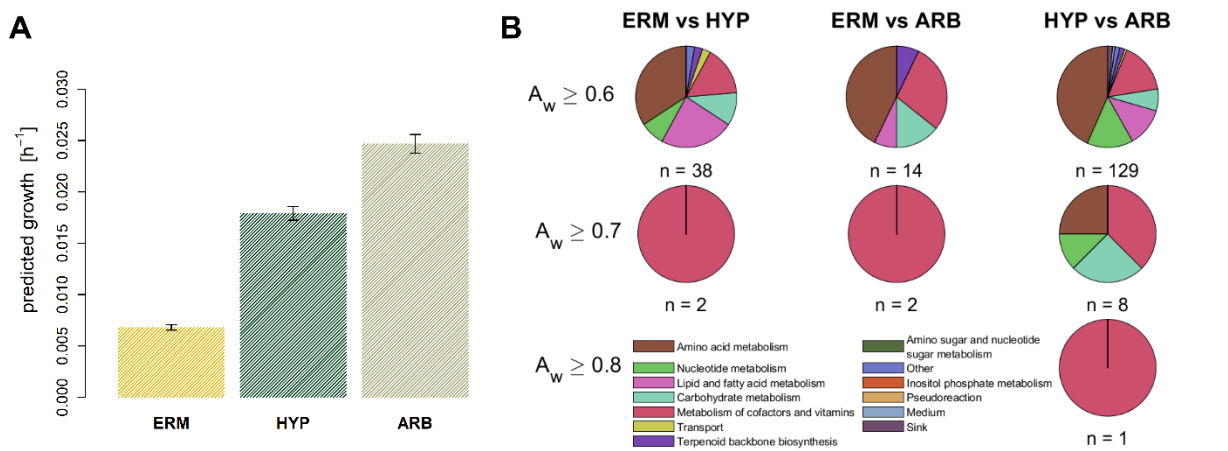 A
predicted growth [h⁻¹]
0.000
0.005
0.010
0.015
0.020
0.025
0.030
ERM
HYP
ARB
B
ERM vs HYP
ERM vs ARB
HYP vs ARB
A_w ≥ 0.6
n = 38
n = 14
n = 129
A_w ≥ 0.7
n = 2
n = 2
n = 8
A_w ≥ 0.8
n = 1
Amino acid metabolism
Nucleotide metabolism
Lipid and fatty acid metabolism
Carbohydrate metabolism
Metabolism of cofactors and vitamins
Transport
Terpenoid backbone biosynthesis
Amino sugar and nucleotide
sugar metabolism
Other
Inositol phosphate metabolism
Pseudoreaction
Medium
Sink